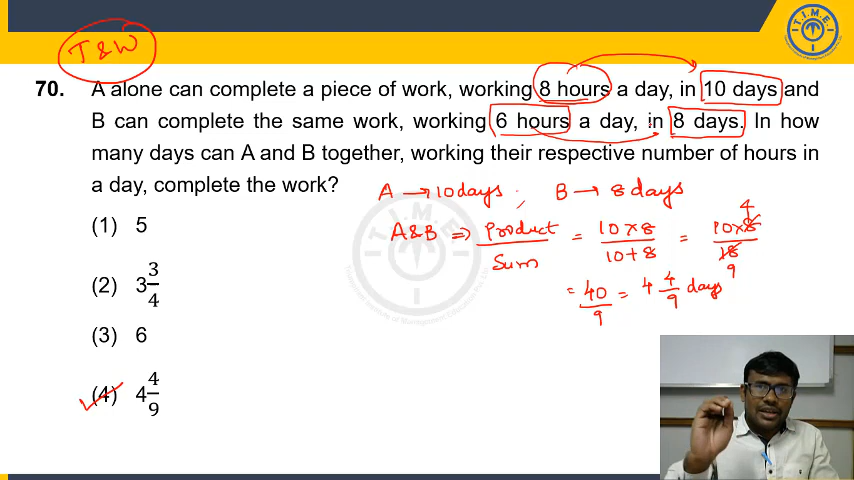 T.I.M.E.
T & W
70. A alone can complete a piece of work, working 8 hours a day, in 10 days and
B can complete the same work, working 6 hours a day, in 8 days. In how
many days can A and B together, working their respective number of hours in
a day, complete the work?
A → 10 days ; B → 8 days
A & B ⇒ Product / Sum = 10 × 8 / 10 + 8 = 10 × 8 4 / 18 9
= 40/9 = 4 4/9 days
(1) 5
(2) 3 3/4
(3) 6
(4) 4 4/9